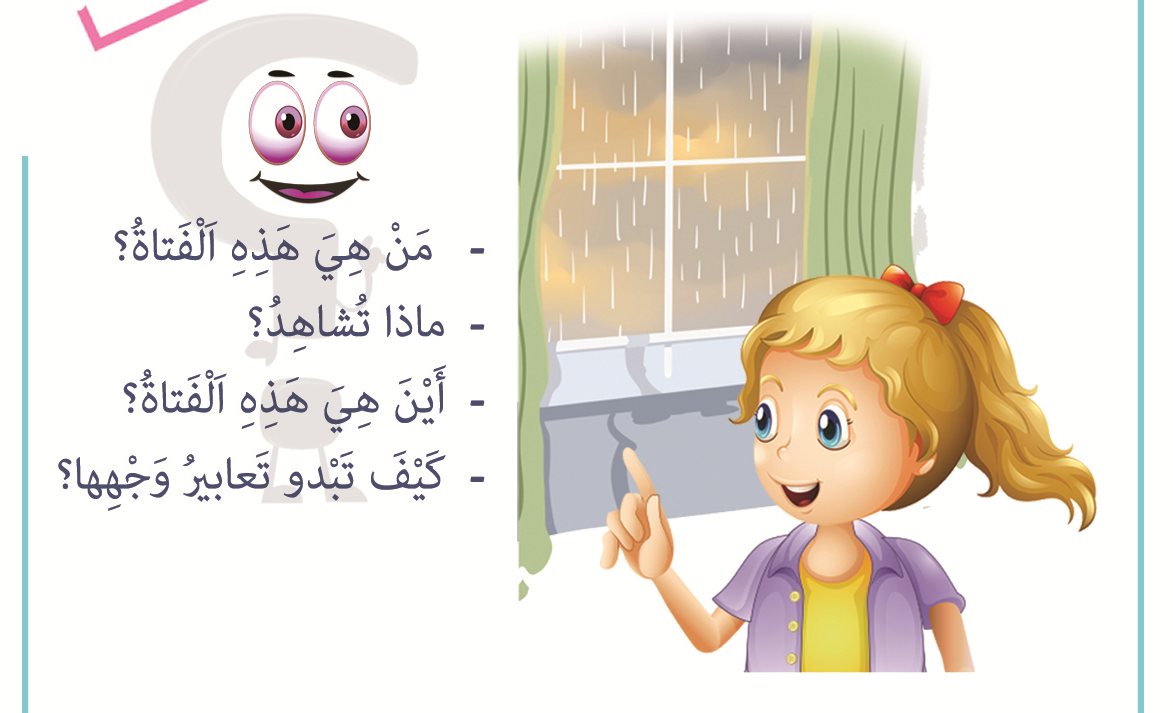 - مَنْ هِيَ هَذِهِ اَلْفَتاةُ؟
- ماذا تُشاهِدُ؟
- أَيْنَ هِيَ هَذِهِ اَلْفَتاةُ؟
- كَيْفَ تَبْدو تَعابيرُ وَجْهِها؟